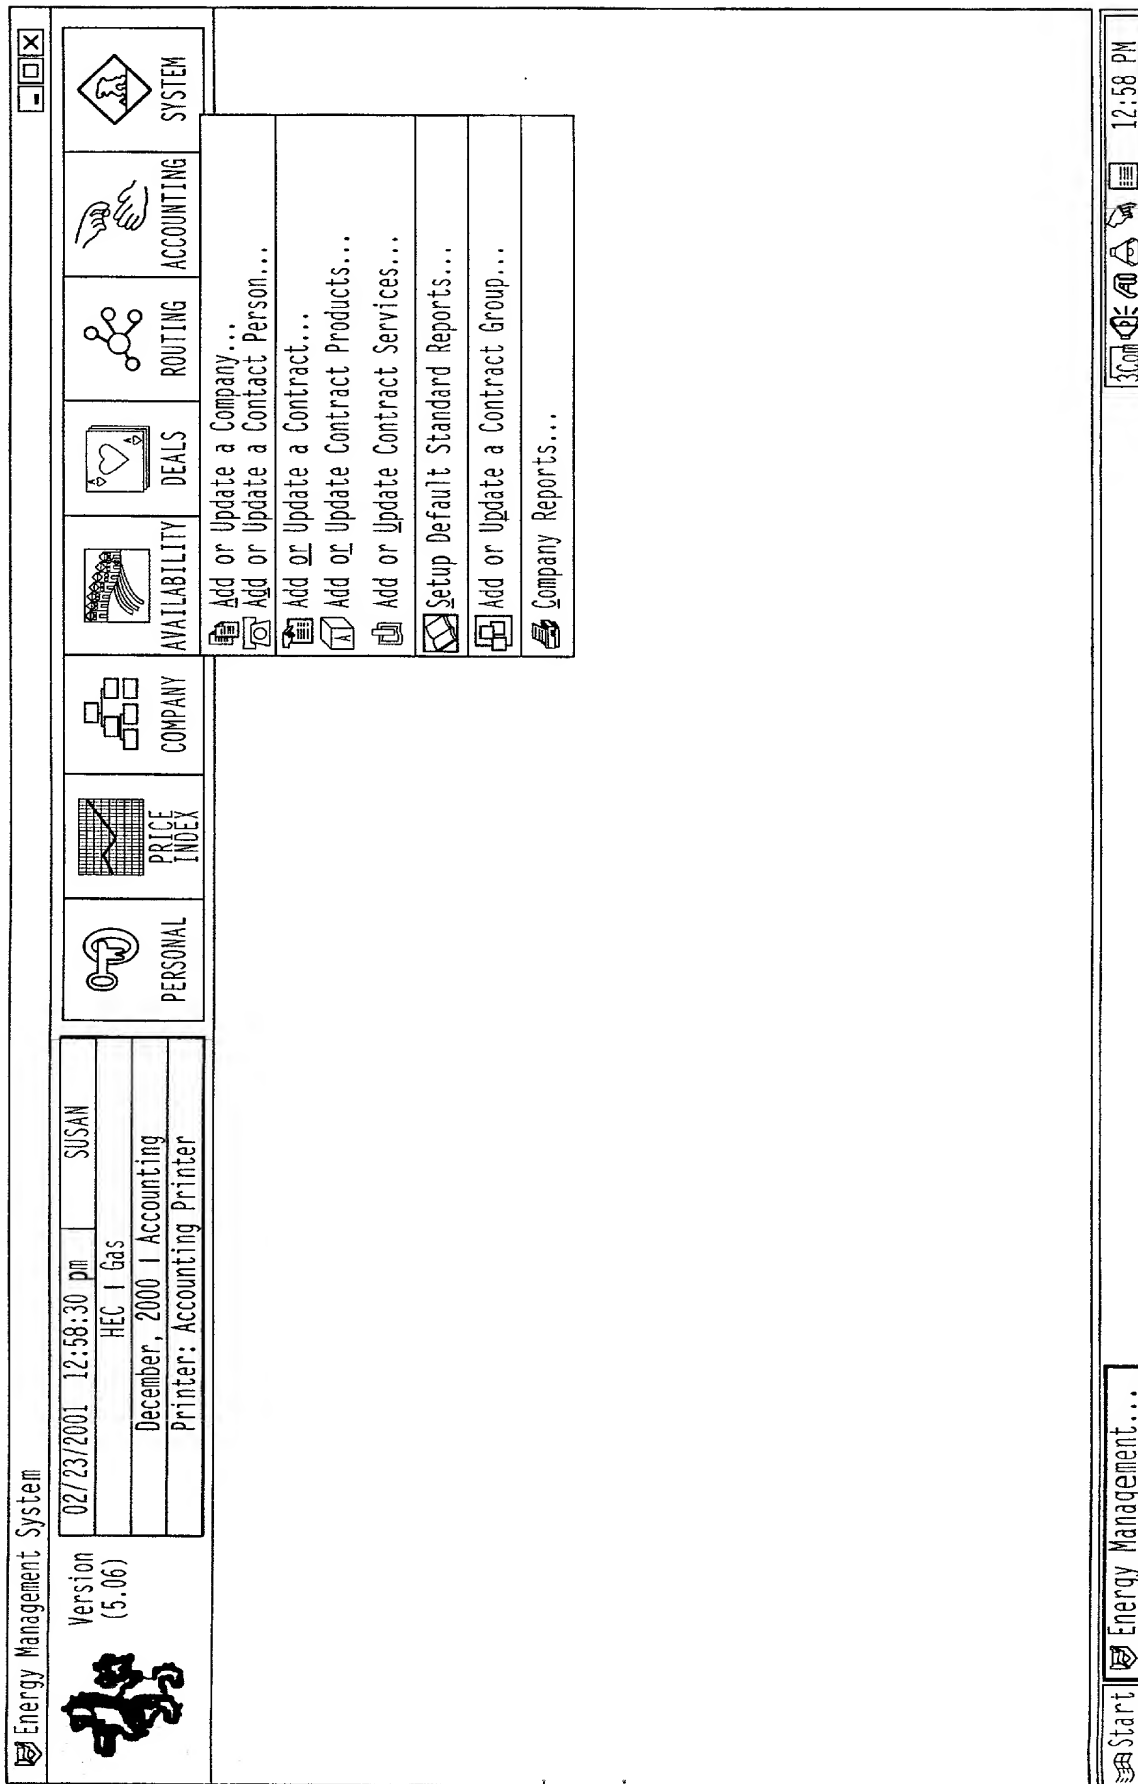 Energy Management System
Version
(5.06)
02/23/2001 12:58:30 pm SUSAN
HEC | Gas
December, 2000 | Accounting
Printer: Accounting Printer
PERSONAL
PRICE
INDEX
COMPANY
AVAILABILITY
DEALS
ROUTING
ACCOUNTING
SYSTEM
Add or Update a Company...
Add or Update a Contact Person...
Add or Update a Contract...
Add or Update Contract Products...
Add or Update Contract Services...
Setup Default Standard Reports...
Add or Update a Contract Group...
Company Reports...
Start
Energy Management...
3Com
12:58 PM